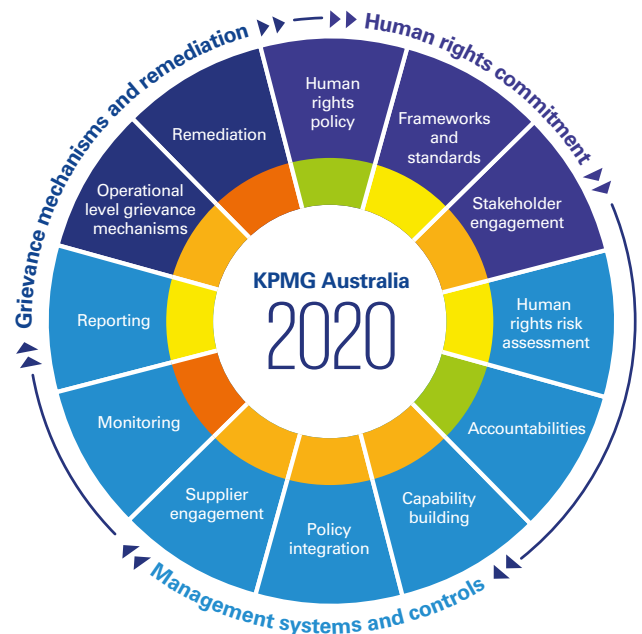 Human rights commitment
Human
rights
policy
Frameworks
and
standards
Stakeholder
engagement
Management systems and controls
Human
rights risk
assessment
Accountabilities
Capability
building
Policy
integration
Supplier
engagement
Monitoring
Reporting
Grievance mechanisms and remediation
Operational
level grievance
mechanisms
Remediation
KPMG Australia
2020